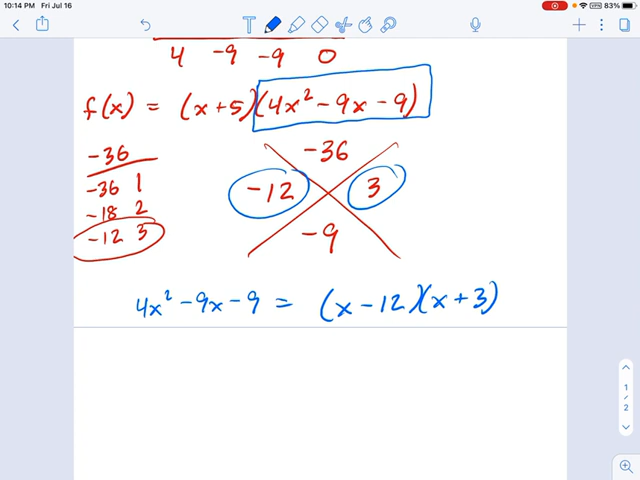 10:14 PM Fri Jul 16
83%
4 -9 -9 0
f(x) = (x+5)(4x² - 9x - 9)
-36
-36 1
-18 2
-12 3
-36
-12 3
-9
4x² - 9x - 9 = (x - 12)(x + 3)
1
/
2